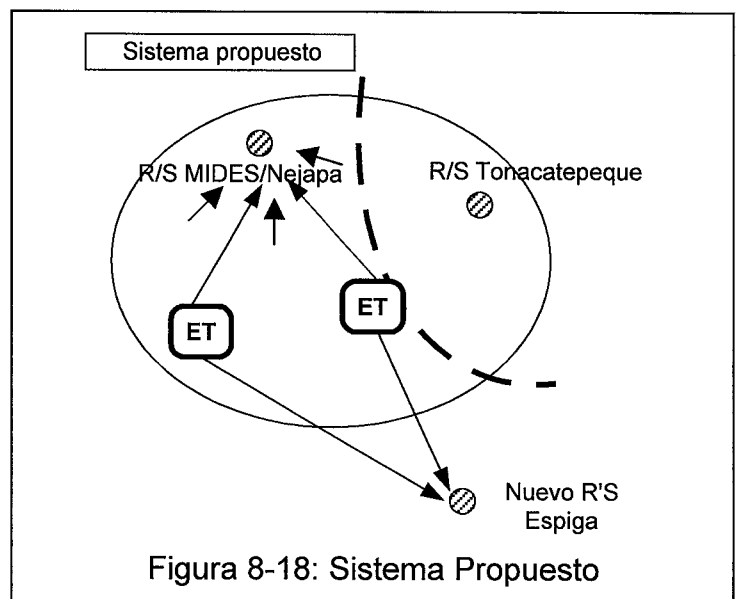 Sistema propuesto
R/S MIDES/Nejapa
R/S Tonacatepeque
ET
ET
Nuevo R'S
Espiga
Figura 8-18: Sistema Propuesto